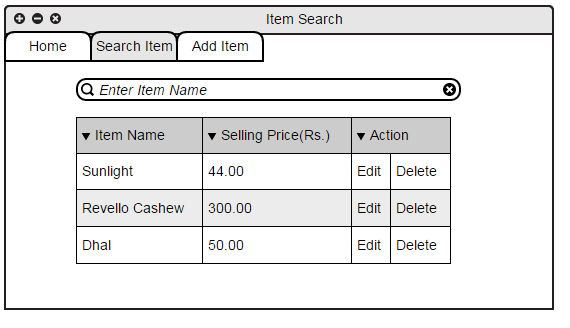 Item Search
Home Search Item Add Item
Enter Item Name
Item Name Selling Price(Rs.) Action
Sunlight 44.00 Edit Delete
Revello Cashew 300.00 Edit Delete
Dhal 50.00 Edit Delete